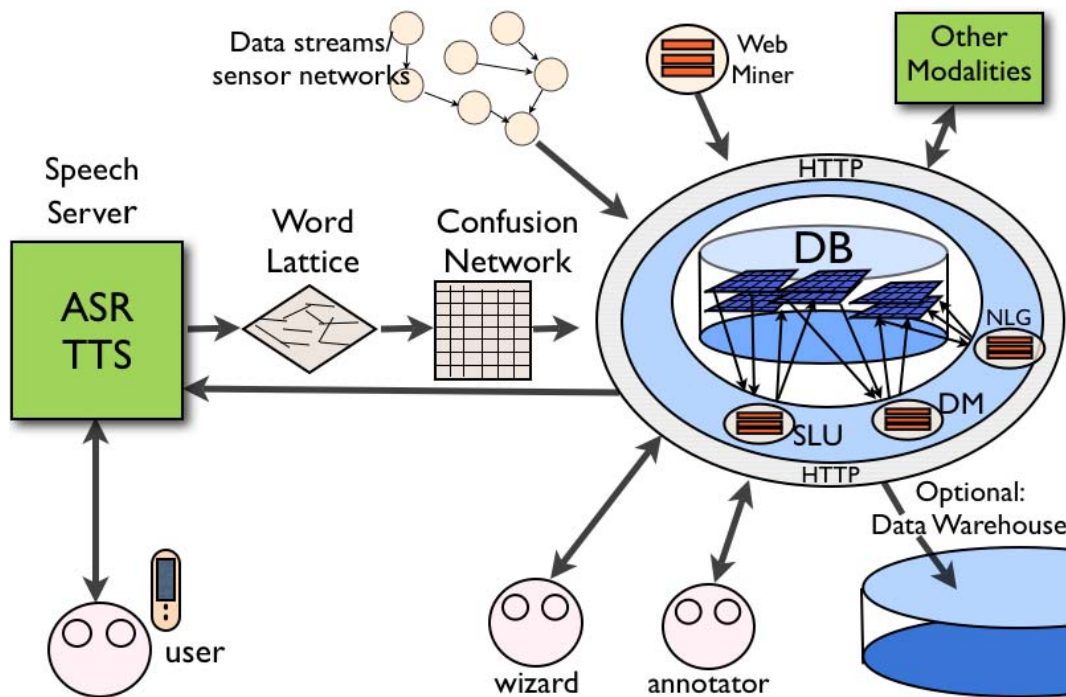 Data streams/
sensor networks
Web
Miner
Other
Modalities
Speech
Server
HTTP
Word
Lattice
Confusion
Network
DB
ASR
TTS
NLG
DM
SLU
HTTP
Optional:
Data Warehouse
user
wizard
annotator